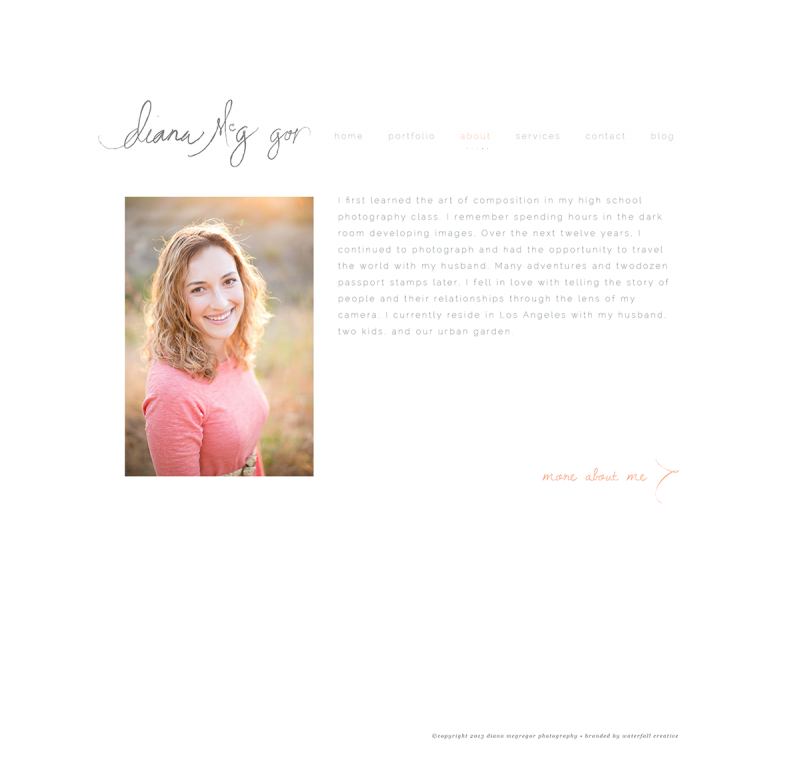 diana McG gor
home portfolio about services contact blog
I first learned the art of composition in my high school
photography class. I remember spending hours in the dark
room developing images. Over the next twelve years, I
continued to photograph and had the opportunity to travel
the world with my husband. Many adventures and twodozen
passport stamps later, I fell in love with telling the story of
people and their relationships through the lens of my
camera. I currently reside in Los Angeles with my husband,
two kids, and our urban garden.
more about me
©copyright 2013 diana mcgregor photography • branded by waterfall creative